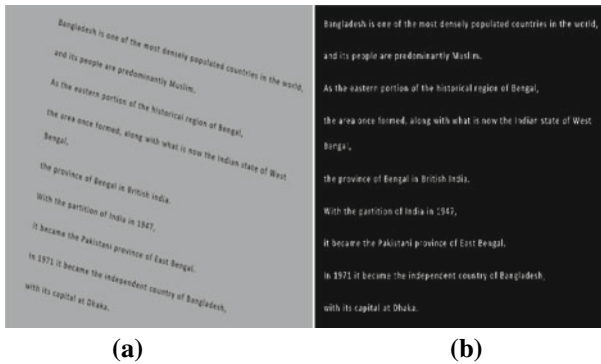 Bangladesh is one of the most densely populated countries in the world,
and its people are predominantly Muslim.
As the eastern portion of the historical region of Bengal,
the area once formed, along with what is now the Indian state of West
Bengal,
the province of Bengal in British India.
With the partition of India in 1947,
it became the Pakistani province of East Bengal.
In 1971 it became the independent country of Bangladesh,
with its capital at Dhaka.
(a)
Bangladesh is one of the most densely populated countries in the world,
and its people are predominantly Muslim.
As the eastern portion of the historical region of Bengal,
the area once formed, along with what is now the Indian state of West
Bengal,
the province of Bengal in British India.
With the partition of India in 1947,
it became the Pakistani province of East Bengal.
In 1971 it became the independent country of Bangladesh,
with its capital at Dhaka.
(b)